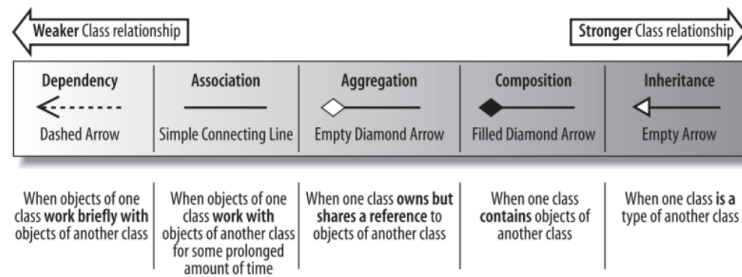 Weaker Class relationship
Stronger Class relationship
Dependency
Association
Aggregation
Composition
Inheritance
Dashed Arrow
Simple Connecting Line
Empty Diamond Arrow
Filled Diamond Arrow
Empty Arrow
When objects of one
class work briefly with
objects of another class
When objects of one
class work with
objects of another class
for some prolonged
amount of time
When one class owns but
shares a reference to
objects of another class
When one class
contains objects of
another class
When one class is a
type of another class